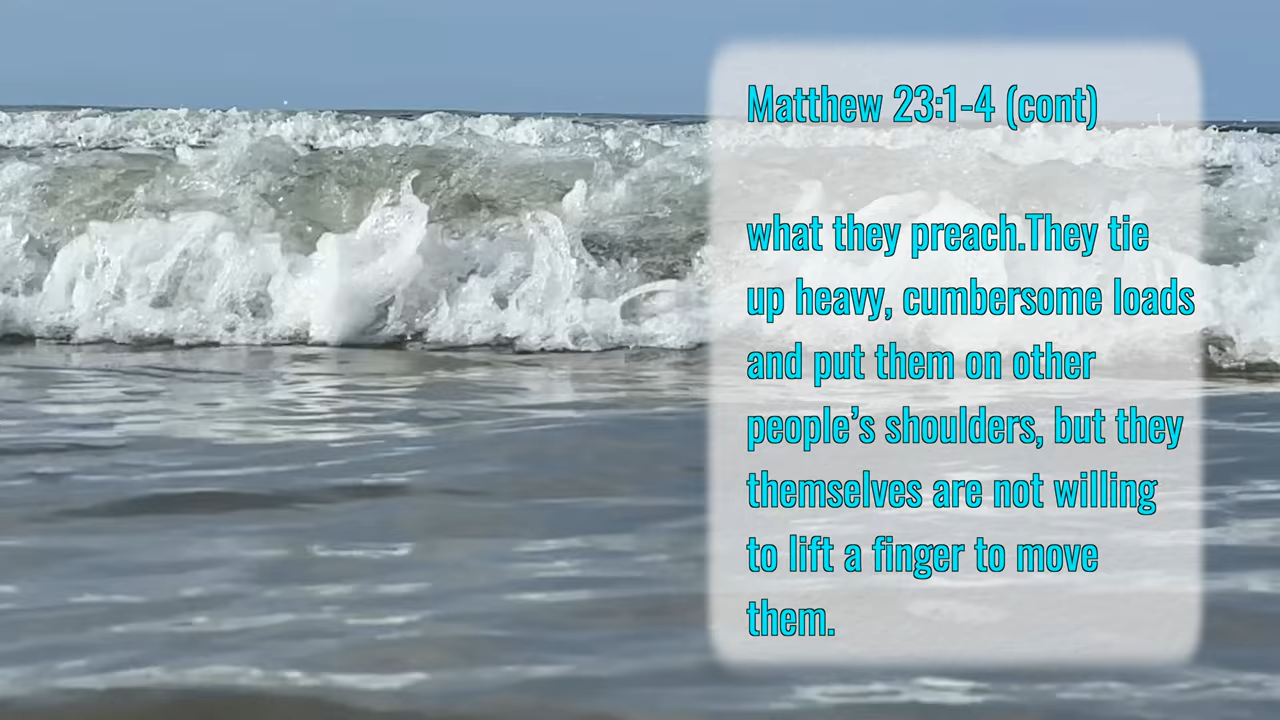 Matthew 23:1-4 (cont)
what they preach.They tie
up heavy, cumbersome loads
and put them on other
people’s shoulders, but they
themselves are not willing
to lift a finger to move
them.